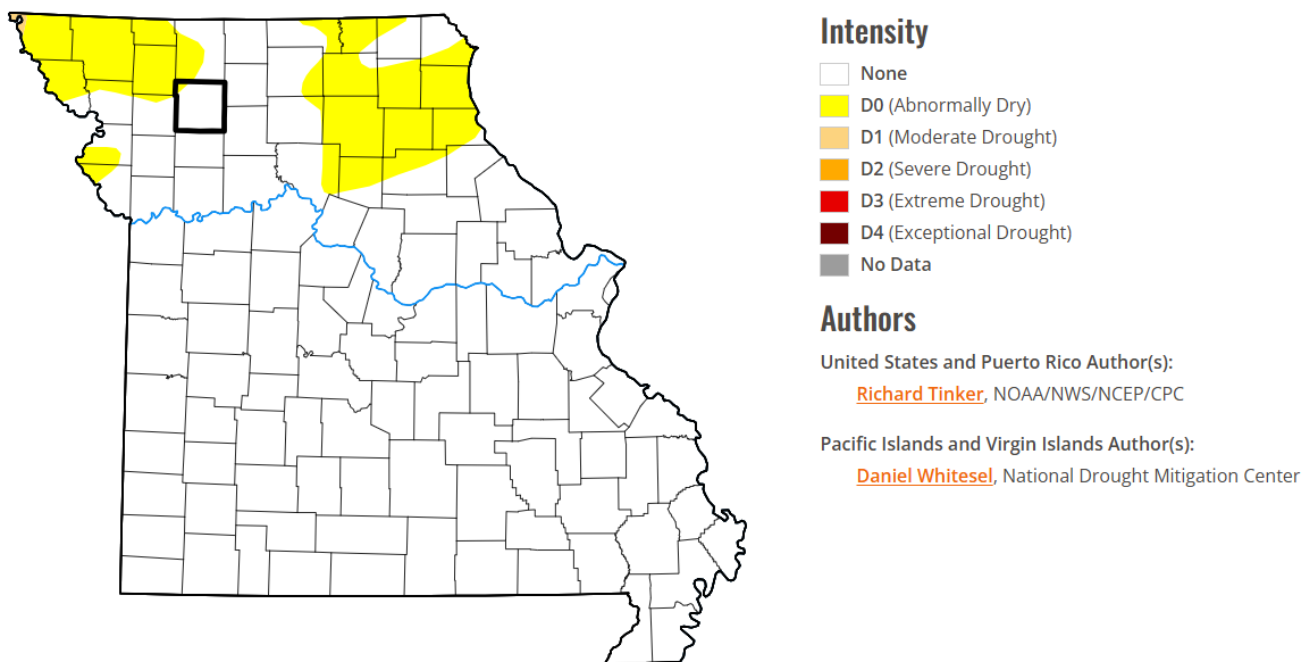 Intensity
None
D0 (Abnormally Dry)
D1 (Moderate Drought)
D2 (Severe Drought)
D3 (Extreme Drought)
D4 (Exceptional Drought)
No Data
Authors
United States and Puerto Rico Author(s):
Richard Tinker, NOAA/NWS/NCEP/CPC
Pacific Islands and Virgin Islands Author(s):
Daniel Whitesel, National Drought Mitigation Center